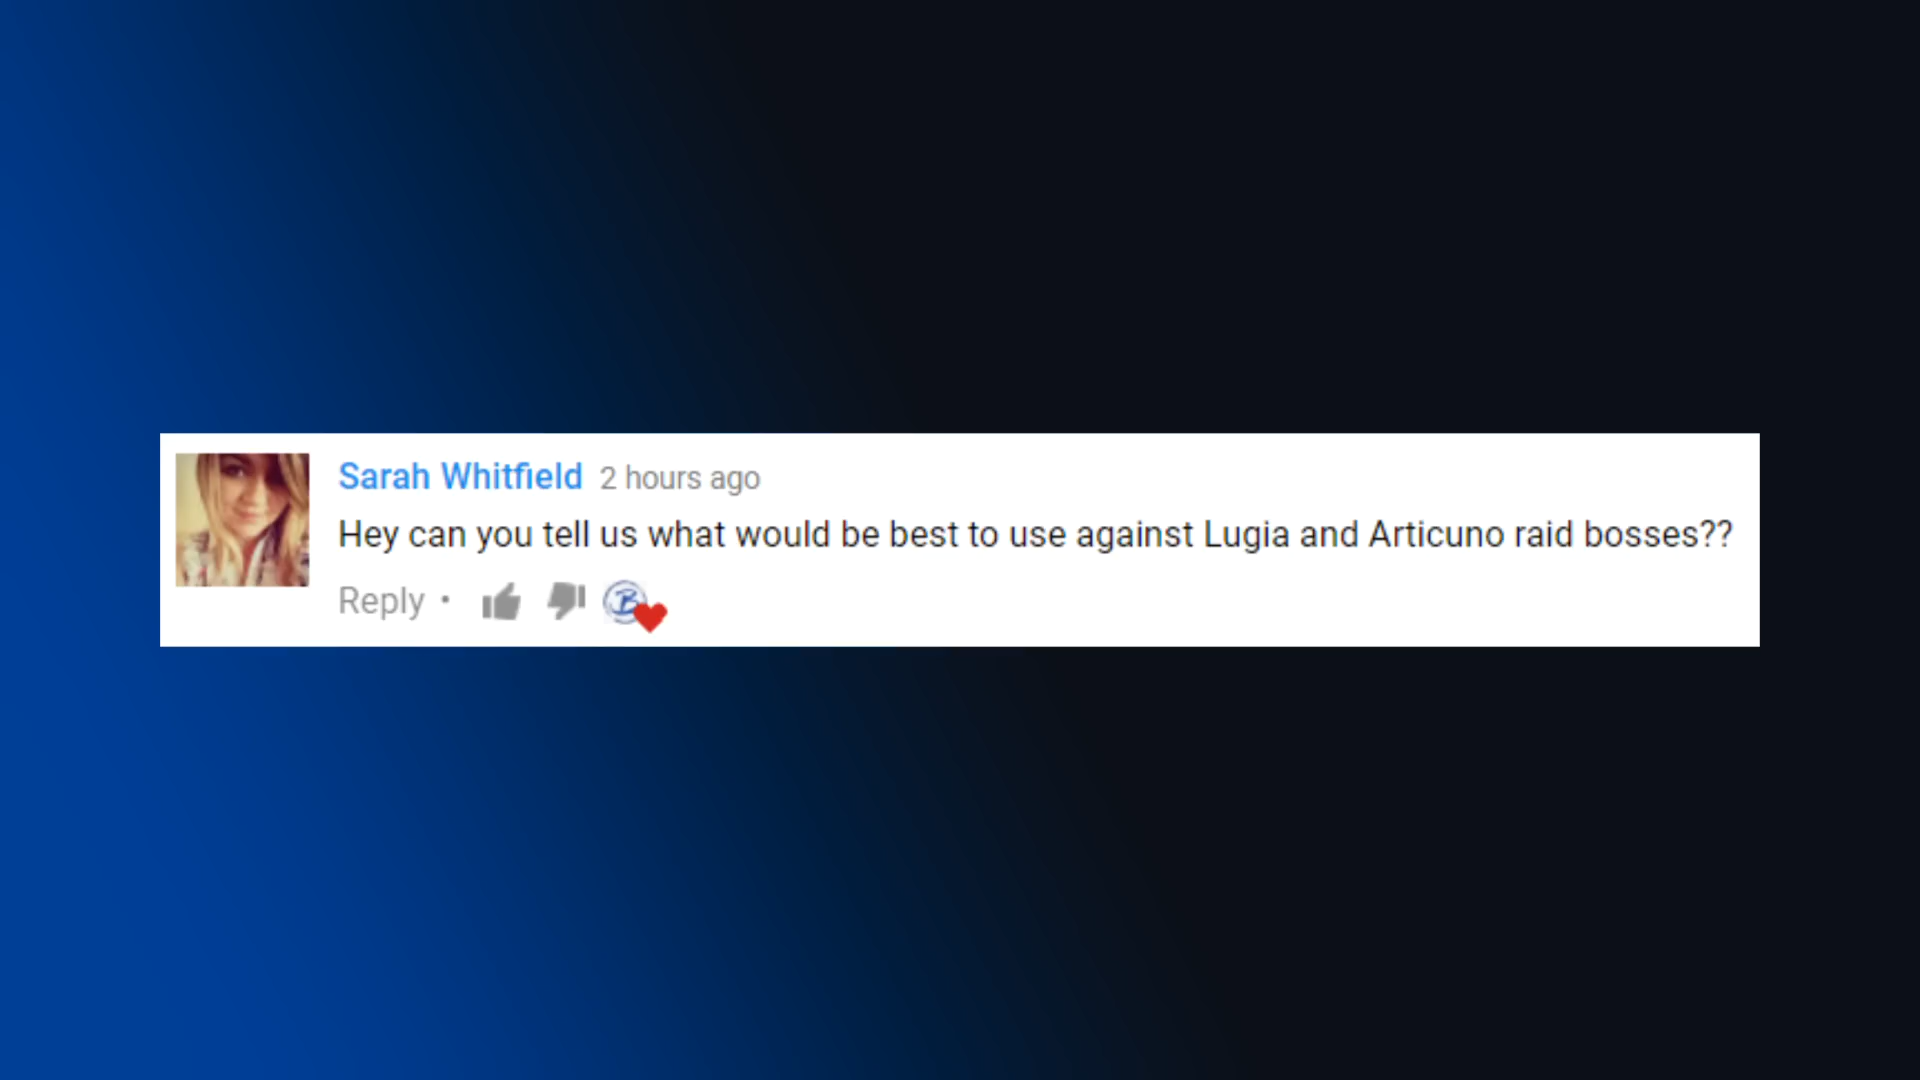 Sarah Whitfield 2 hours ago
Hey can you tell us what would be best to use against Lugia and Articuno raid bosses??
Reply •
B